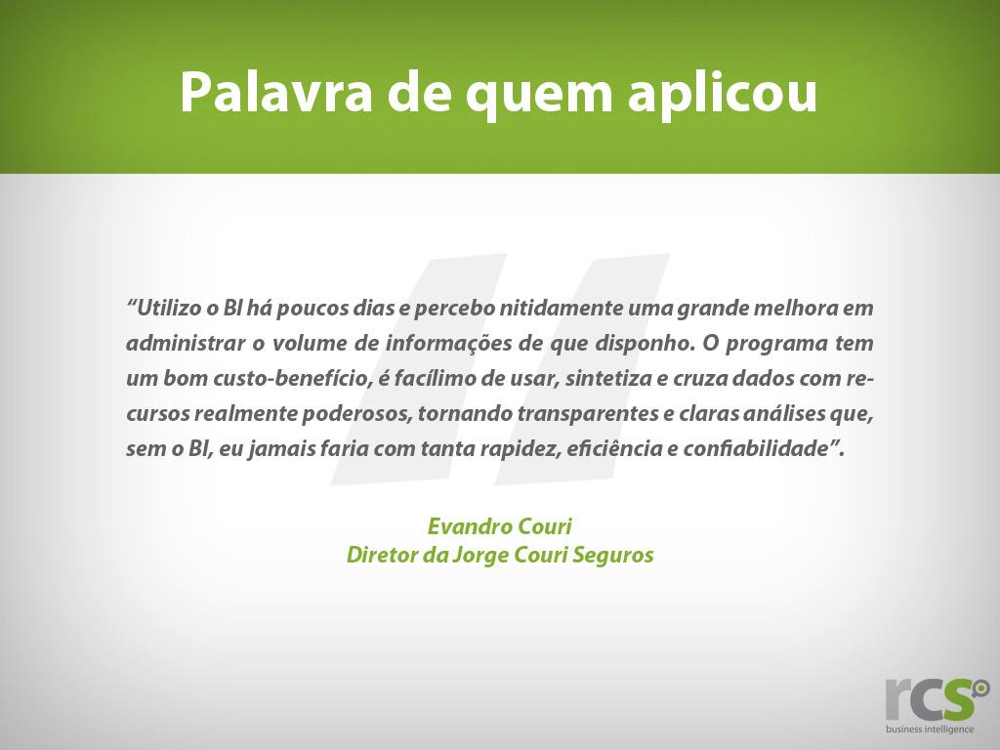 Palavra de quem aplicou
“Utilizo o BI há poucos dias e percebo nitidamente uma grande melhora em
administrar o volume de informações de que disponho. O programa tem
um bom custo-benefício, é facílimo de usar, sintetiza e cruza dados com re-
cursos realmente poderosos, tornando transparentes e claras análises que,
sem o BI, eu jamais faria com tanta rapidez, eficiência e confiabilidade”.
Evandro Couri
Diretor da Jorge Couri Seguros
rcs
business intelligence